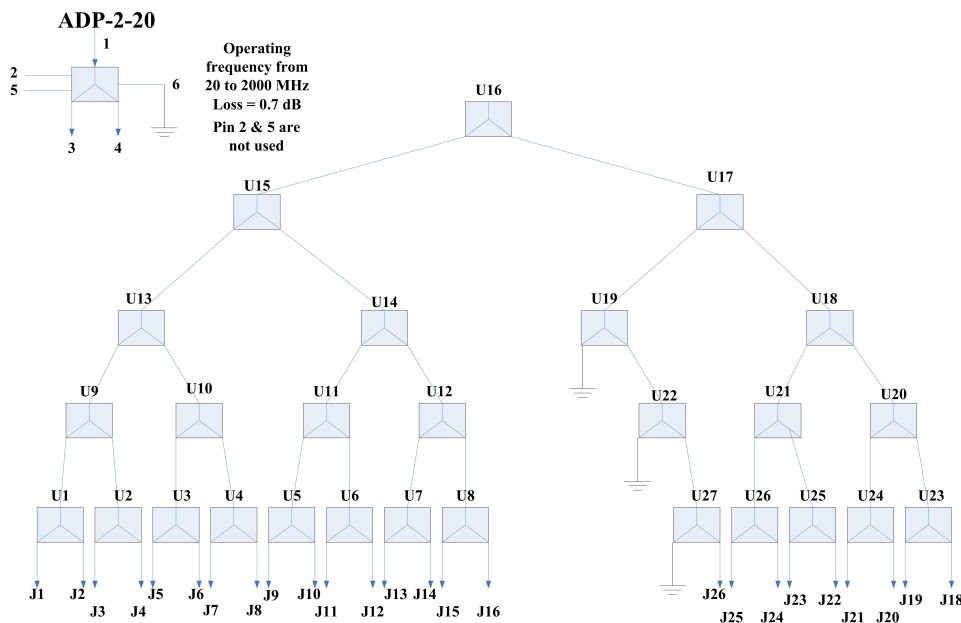 ADP-2-20
1
2
5
6
3
4
Operating
frequency from
20 to 2000 MHz
Loss = 0.7 dB
Pin 2 & 5 are
not used
U16
U15
U17
U13
U14
U19
U18
U9
U10
U11
U12
U22
U21
U20
U1
U2
U3
U4
U5
U6
U7
U8
U27
U26
U25
U24
U23
J1
J2
J3
J4
J5
J6
J7
J8
J9
J10
J11
J12
J13
J14
J15
J16
J26
J25
J24
J23
J22
J21
J20
J19
J18